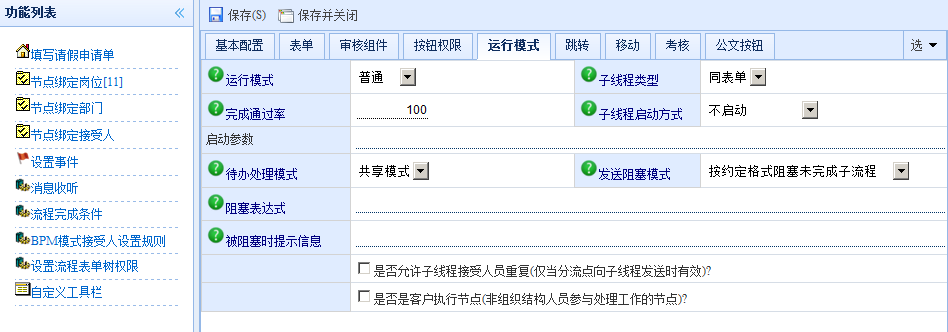 功能列表
填写请假申请单
节点绑定岗位[11]
节点绑定部门
节点绑定接受人
设置事件
消息收听
流程完成条件
BPM模式接受人设置规则
设置流程表单树权限
自定义工具栏
保存(S) 保存并关闭
基本配置 表单 审核组件 按钮权限 运行模式 跳转 移动 考核 公文按钮 选
运行模式 普通 子线程类型 同表单
完成通过率 100 子线程启动方式 不启动
启动参数
待办处理模式 共享模式 发送阻塞模式 按约定格式阻塞未完成子流程
阻塞表达式
被阻塞时提示信息
是否允许子线程接受人员重复(仅当分流点向子线程发送时有效)?
是否是客户执行节点(非组织结构人员参与处理工作的节点)?